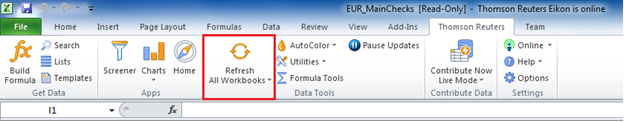 EUR_MainChecks [Read-Only] - Thomson Reuters Eikon is online
File Home Insert Page Layout Formulas Data Review View Add-Ins Thomson Reuters Team
Build Formula
Search
Lists
Templates
Get Data
Screener
Charts
Home
Apps
Refresh
All Workbooks
AutoColor
Utilities
Formula Tools
Pause Updates
Data Tools
Contribute Now
Live Mode
Contribute Data
Online
Help
Options
Settings
I1
fx